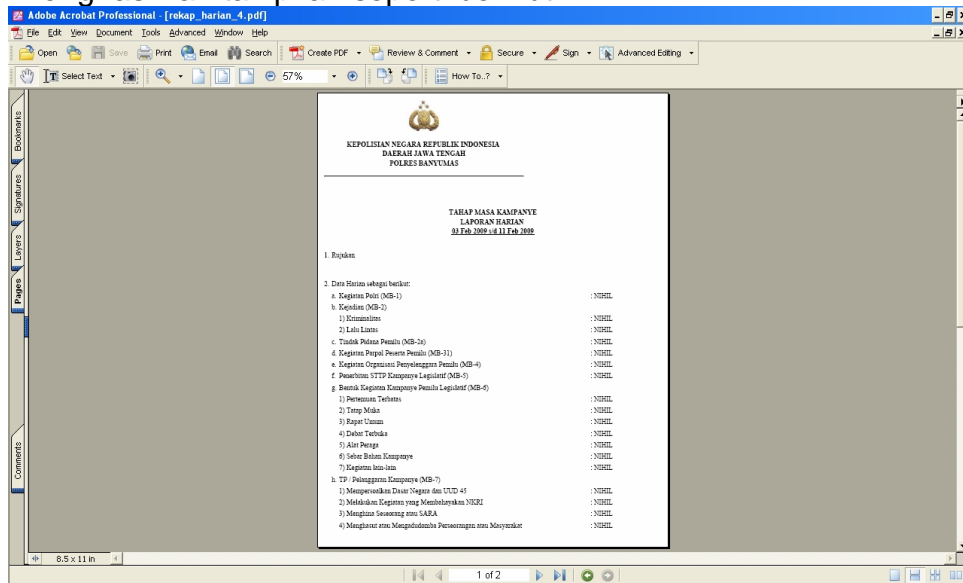 Adobe Acrobat Professional - [rekap_harian_4.pdf]
File Edit View Document Tools Advanced Window Help
Open Save Print Email Search Create PDF Review & Comment Secure Sign Advanced Editing
Select Text 57% How To..?
Bookmarks
Signatures
Layers
Pages
Comments
KEPOLISIAN NEGARA REPUBLIK INDONESIA
DAERAH JAWA TENGAH
POLRES BANYUMAS
TAHAP MASA KAMPANYE
LAPORAN HARIAN
03 Feb 2009 s/d 11 Feb 2009
1. Rujukan
2. Data Harian sebagai berikut:
a. Kegiatan Polri (MB-1) : NIHIL
b. Kejadian (MB-2)
1) Kriminalitas : NIHIL
2) Lalu Lintas : NIHIL
c. Tindak Pidana Pemilu (MB-2a) : NIHIL
d. Kegiatan Parpol Peserta Pemilu (MB-31) : NIHIL
e. Kegiatan Organisasi Penyelenggara Pemilu (MB-4) : NIHIL
f. Penerbitan STTP Kampanye Legislatif (MB-5) : NIHIL
g. Bentuk Kegiatan Kampanye Pemilu Legislatif (MB-6)
1) Pertemuan Terbatas : NIHIL
2) Tatap Muka : NIHIL
3) Rapat Umum : NIHIL
4) Debat Terbuka : NIHIL
5) Alat Peraga : NIHIL
6) Sebar Bahan Kampanye : NIHIL
7) Kegiatan lain-lain : NIHIL
h. TP / Pelanggaran Kampanye (MB-7)
1) Mempersoalkan Dasar Negara dan UUD 45 : NIHIL
2) Melakukan Kegiatan yang Membahayakan NKRI : NIHIL
3) Menghina Seseorang atau SARA : NIHIL
4) Menghasut atau Mengadudomba Perseorangan atau Masyarakat : NIHIL
8.5 x 11 in
1 of 2